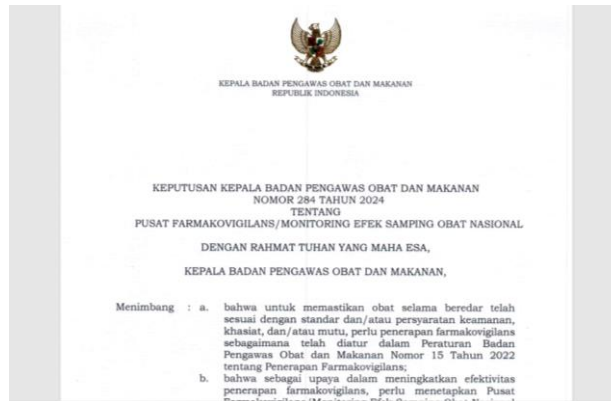 KEPALA BADAN PENGAWAS OBAT DAN MAKANAN
REPUBLIK INDONESIA
KEPUTUSAN KEPALA BADAN PENGAWAS OBAT DAN MAKANAN
NOMOR 284 TAHUN 2024
TENTANG
PUSAT FARMAKOVIGILANS/MONITORING EFEK SAMPING OBAT NASIONAL
DENGAN RAHMAT TUHAN YANG MAHA ESA,
KEPALA BADAN PENGAWAS OBAT DAN MAKANAN,
Menimbang : a. bahwa untuk memastikan obat selama beredar telah
sesuai dengan standar dan/atau persyaratan keamanan,
khasiat, dan/atau mutu, perlu penerapan farmakovigilans
sebagaimana telah diatur dalam Peraturan Badan
Pengawas Obat dan Makanan Nomor 15 Tahun 2022
tentang Penerapan Farmakovigilans;
b. bahwa sebagai upaya dalam meningkatkan efektivitas
penerapan farmakovigilans, perlu menetapkan Pusat